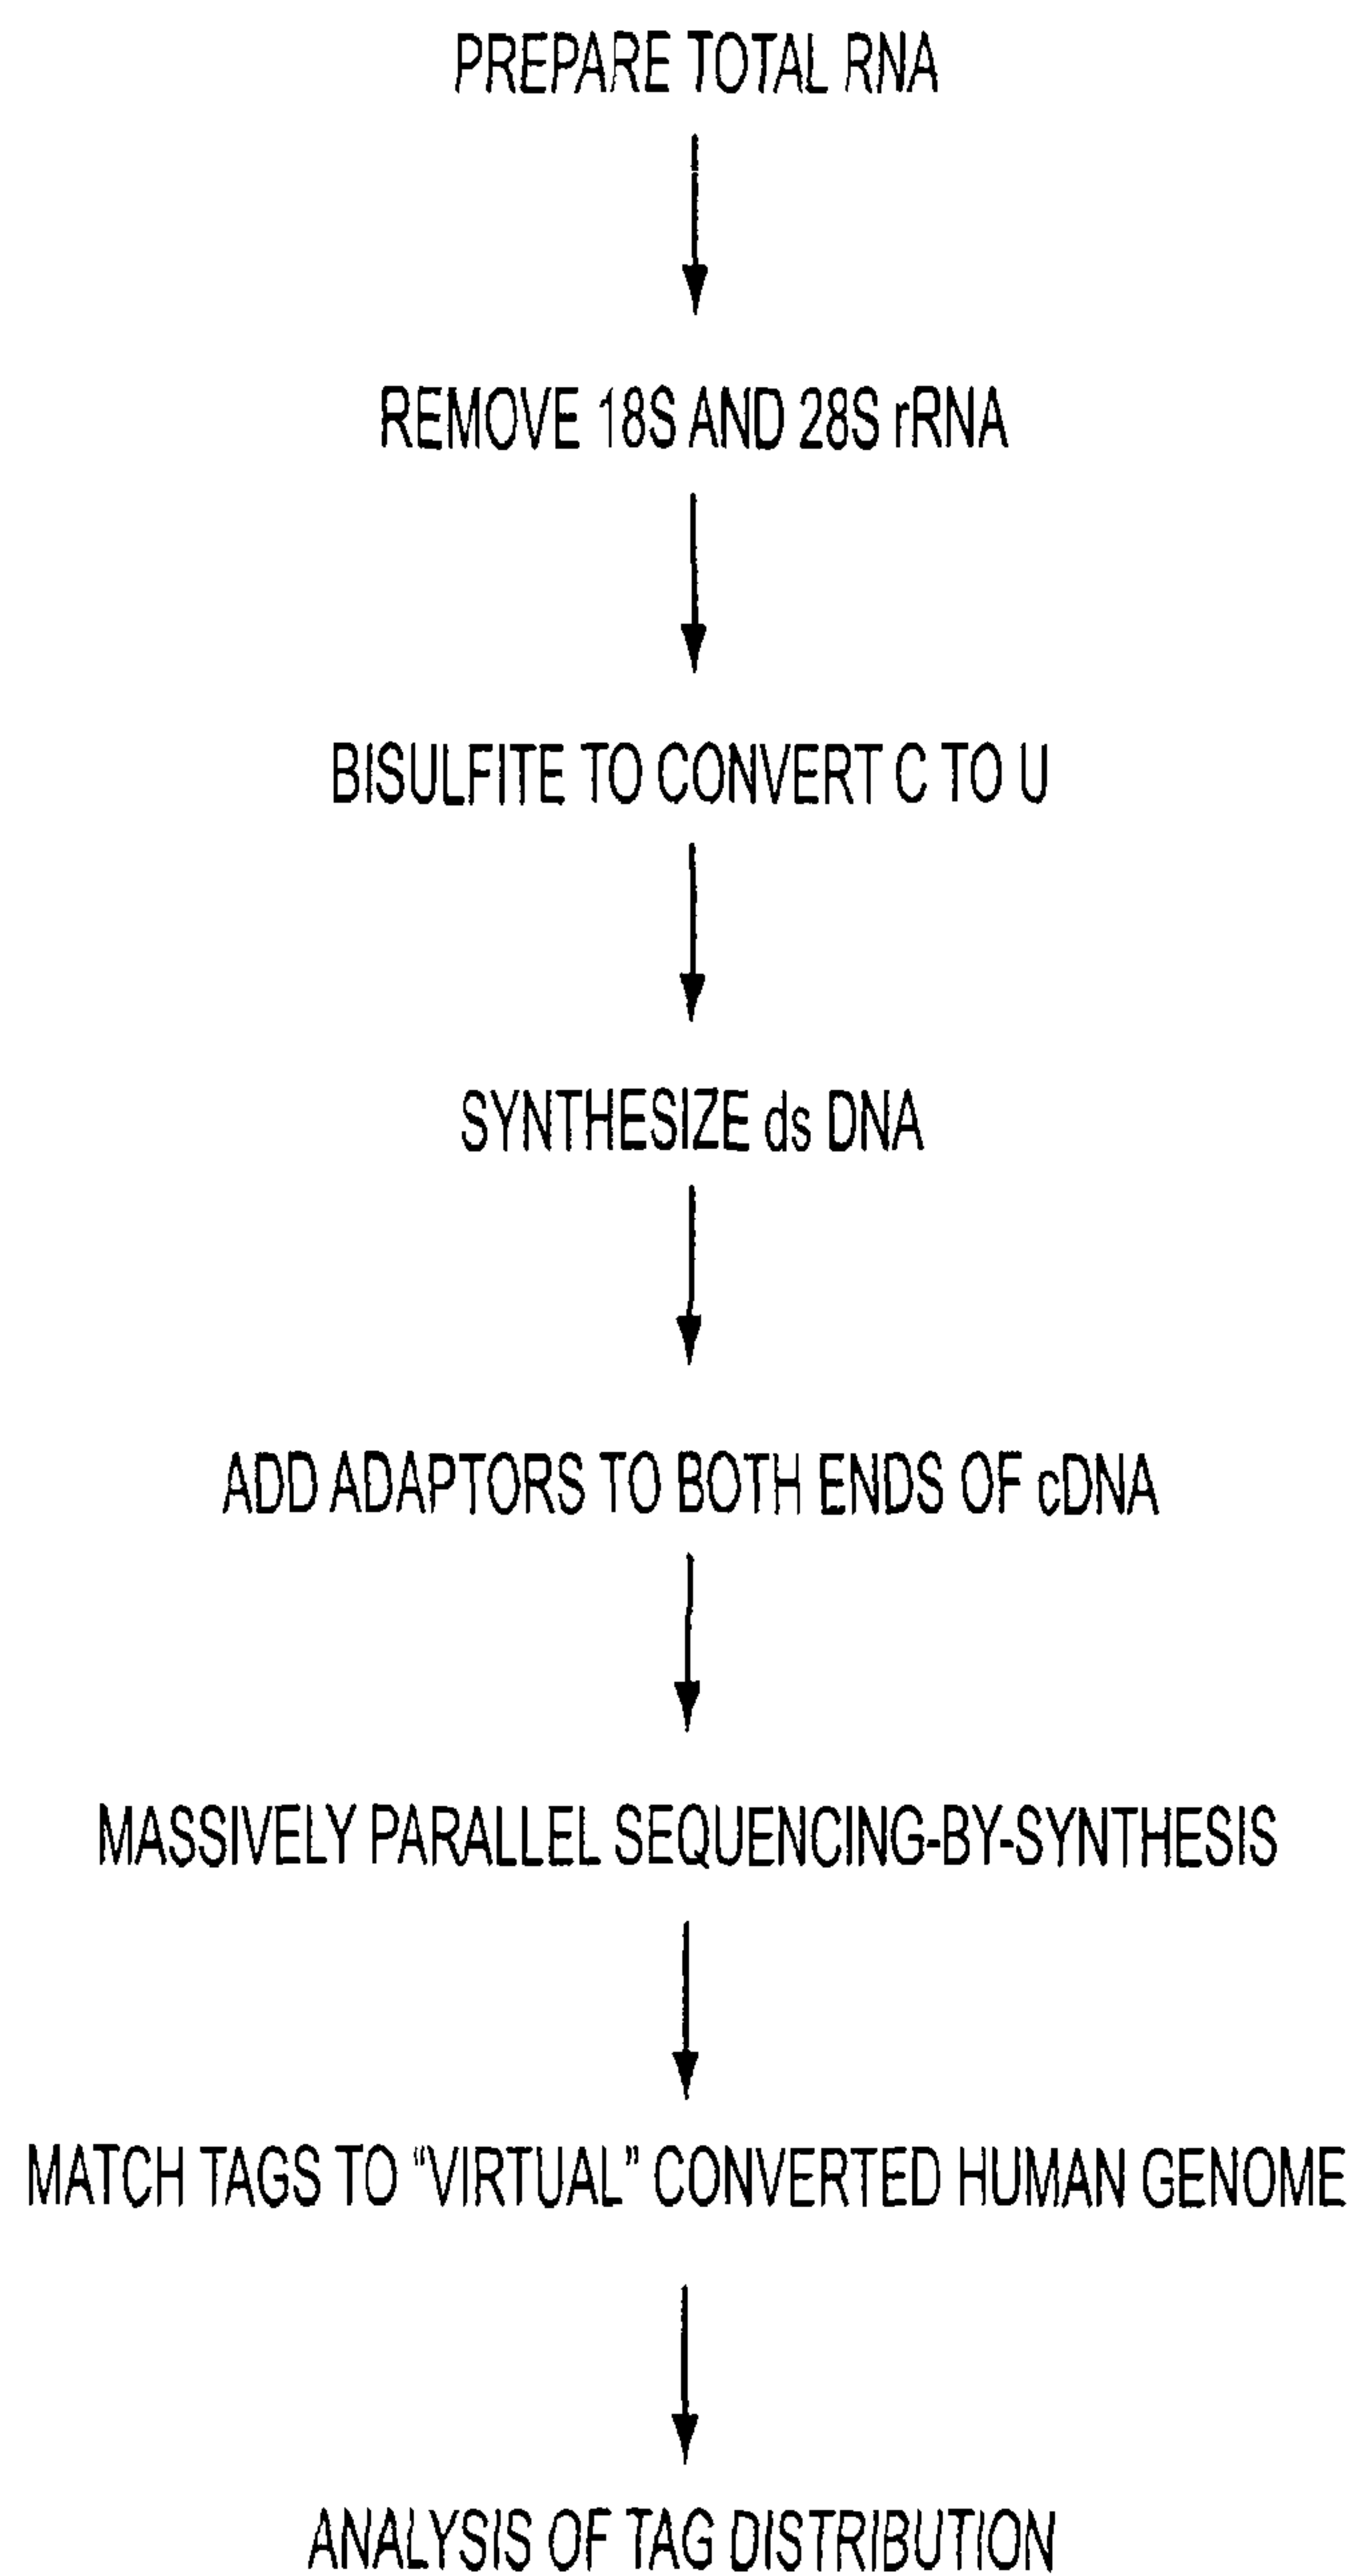 PREPARE TOTAL RNA
REMOVE 18S AND 28S rRNA
BISULFITE TO CONVERT C TO U
SYNTHESIZE ds DNA
ADD ADAPTORS TO BOTH ENDS OF cDNA
MASSIVELY PARALLEL SEQUENCING-BY-SYNTHESIS
MATCH TAGS TO “VIRTUAL” CONVERTED HUMAN GENOME
ANALYSIS OF TAG DISTRIBUTION